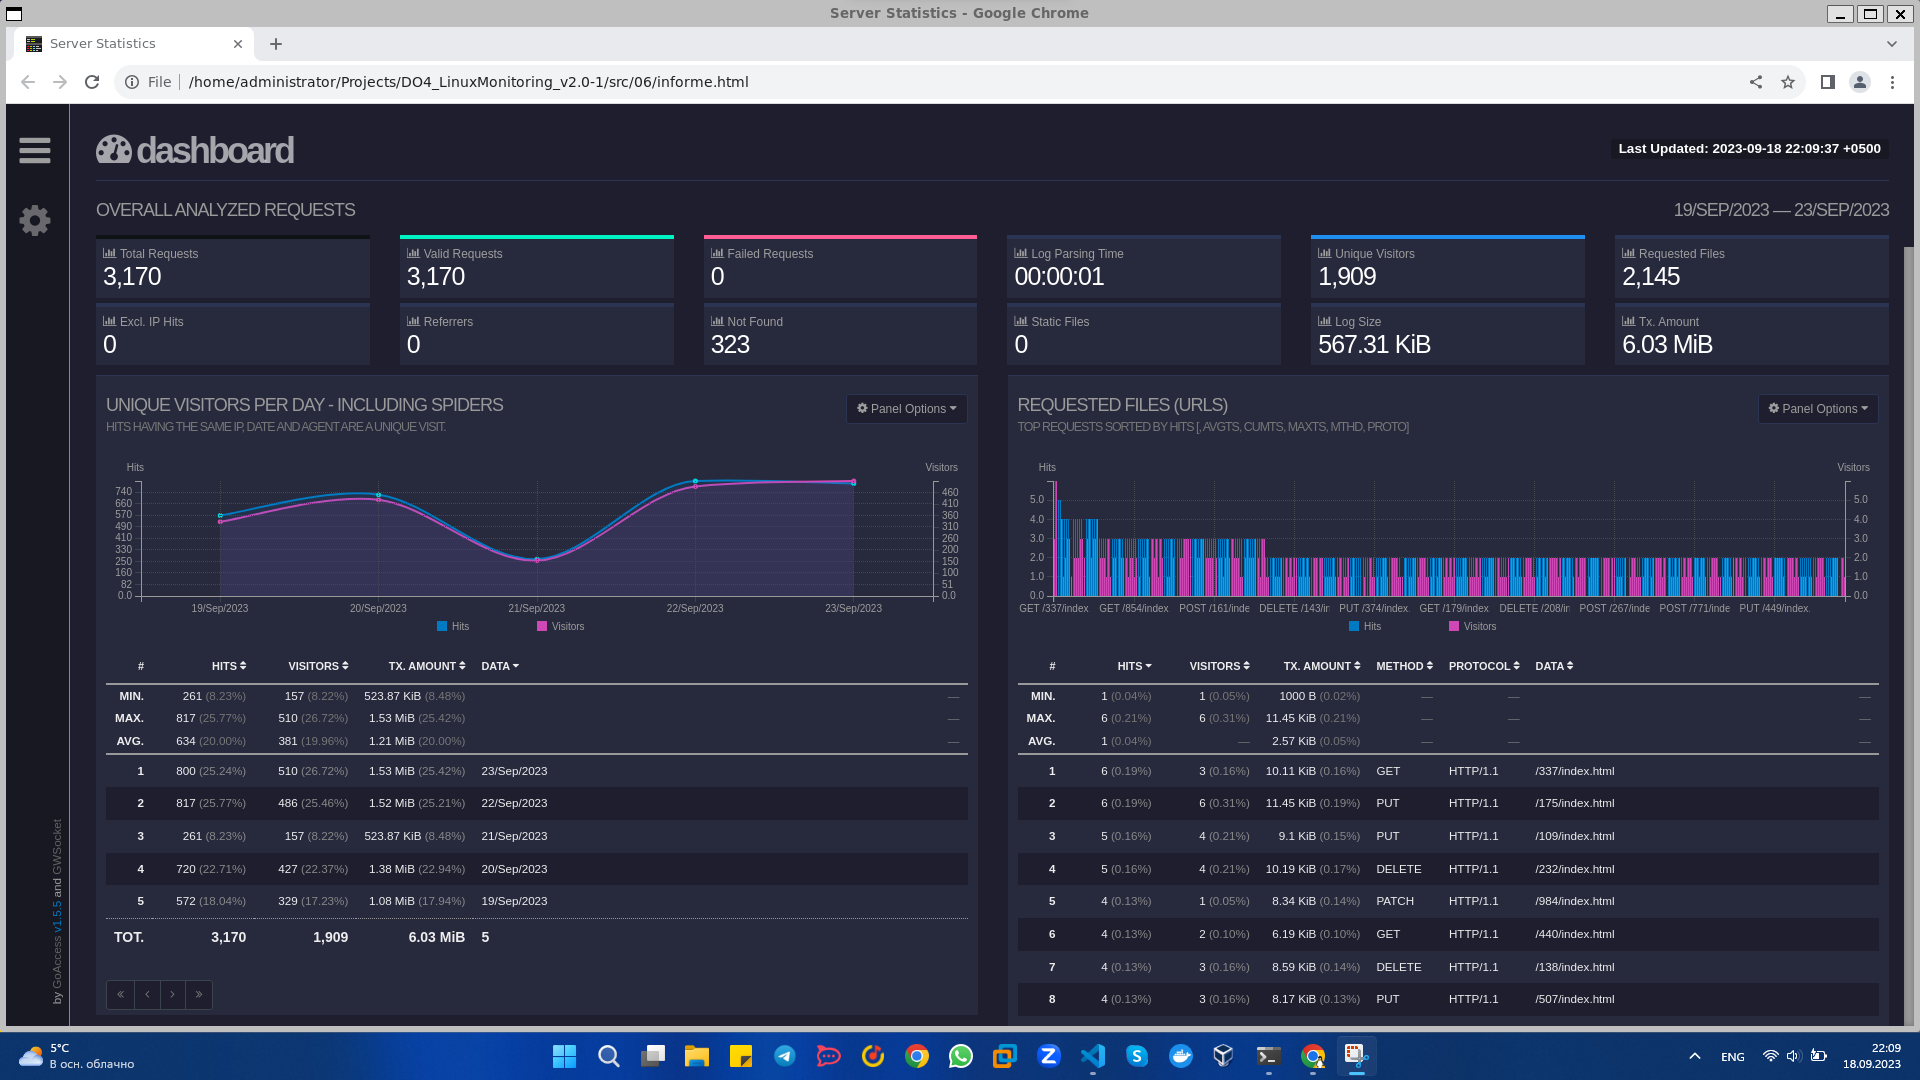 Server Statistics - Google Chrome
Server Statistics
File
/home/administrator/Projects/DO4_LinuxMonitoring_v2.0-1/src/06/informe.html
dashboard
Last Updated: 2023-09-18 22:09:37 +0500
OVERALL ANALYZED REQUESTS
19/SEP/2023 — 23/SEP/2023
Total Requests
3,170
Valid Requests
3,170
Failed Requests
0
Log Parsing Time
00:00:01
Unique Visitors
1,909
Requested Files
2,145
Excl. IP Hits
0
Referrers
0
Not Found
323
Static Files
0
Log Size
567.31 KiB
Tx. Amount
6.03 MiB
UNIQUE VISITORS PER DAY - INCLUDING SPIDERS
HITS HAVING THE SAME IP, DATE AND AGENT ARE A UNIQUE VISIT.
Panel Options
Hits
Visitors
740
660
570
490
410
330
250
160
82
0.0
460
410
360
310
260
200
150
100
51
0.0
19/Sep/2023 20/Sep/2023 21/Sep/2023 22/Sep/2023 23/Sep/2023
Hits Visitors
# HITS VISITORS TX. AMOUNT DATA
MIN. 261 (8.23%) 157 (8.22%) 523.87 KiB (8.48%) —
MAX. 817 (25.77%) 510 (26.72%) 1.53 MiB (25.42%) —
AVG. 634 (20.00%) 381 (19.96%) 1.21 MiB (20.00%) —
1 800 (25.24%) 510 (26.72%) 1.53 MiB (25.42%) 23/Sep/2023
2 817 (25.77%) 486 (25.46%) 1.52 MiB (25.21%) 22/Sep/2023
3 261 (8.23%) 157 (8.22%) 523.87 KiB (8.48%) 21/Sep/2023
4 720 (22.71%) 427 (22.37%) 1.38 MiB (22.94%) 20/Sep/2023
5 572 (18.04%) 329 (17.23%) 1.08 MiB (17.94%) 19/Sep/2023
TOT. 3,170 1,909 6.03 MiB 5
« ‹ › »
REQUESTED FILES (URLS)
TOP REQUESTS SORTED BY HITS [, AVGTS, CUMTS, MAXTS, MTHD, PROTO]
Panel Options
Hits
Visitors
5.0
4.0
3.0
2.0
1.0
0.0
5.0
4.0
3.0
2.0
1.0
0.0
GET /337/index GET /854/index POST /161/inde DELETE /143/in PUT /374/index. GET /179/index DELETE /208/in POST /267/inde POST /771/inde PUT /449/index.
Hits Visitors
# HITS VISITORS TX. AMOUNT METHOD PROTOCOL DATA
MIN. 1 (0.04%) 1 (0.05%) 1000 B (0.02%) — — —
MAX. 6 (0.21%) 6 (0.31%) 11.45 KiB (0.21%) — — —
AVG. 1 (0.04%) — 2.57 KiB (0.05%) — — —
1 6 (0.19%) 3 (0.16%) 10.11 KiB (0.16%) GET HTTP/1.1 /337/index.html
2 6 (0.19%) 6 (0.31%) 11.45 KiB (0.19%) PUT HTTP/1.1 /175/index.html
3 5 (0.16%) 4 (0.21%) 9.1 KiB (0.15%) PUT HTTP/1.1 /109/index.html
4 5 (0.16%) 4 (0.21%) 10.19 KiB (0.17%) DELETE HTTP/1.1 /232/index.html
5 4 (0.13%) 1 (0.05%) 8.34 KiB (0.14%) PATCH HTTP/1.1 /984/index.html
6 4 (0.13%) 2 (0.10%) 6.19 KiB (0.10%) GET HTTP/1.1 /440/index.html
7 4 (0.13%) 3 (0.16%) 8.59 KiB (0.14%) DELETE HTTP/1.1 /138/index.html
8 4 (0.13%) 3 (0.16%) 8.17 KiB (0.13%) PUT HTTP/1.1 /507/index.html
by GoAccess v1.5.5 and GWSocket
5°C
В осн. облачно
ENG
22:09
18.09.2023